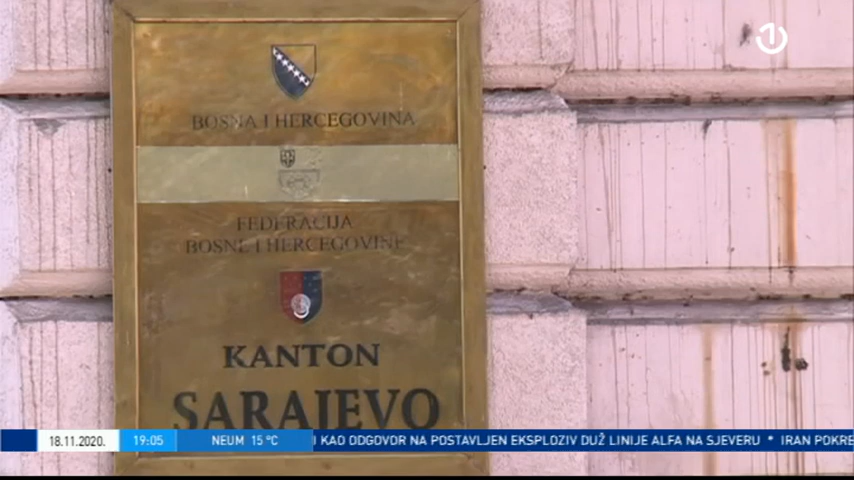 BOSNA I HERCEGOVINA
FEDERACIJA
BOSNE I HERCEGOVINE
KANTON
SARAJEVO
18.11.2020. 19:05 NEUM 15 °C I KAO ODGOVOR NA POSTAVLJEN EKSPLOZIV DUŽ LINIJE ALFA NA SJEVERU * IRAN POKRE